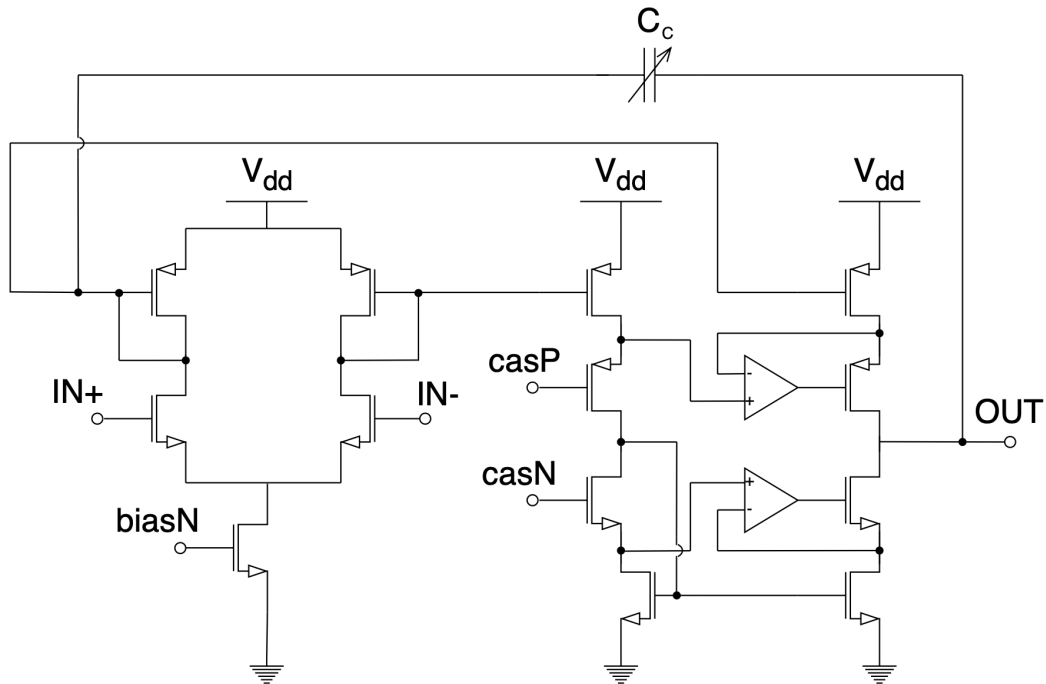 Cc
Vdd
Vdd
Vdd
casP
IN+
IN-
-
+
OUT
casN
+
-
biasN